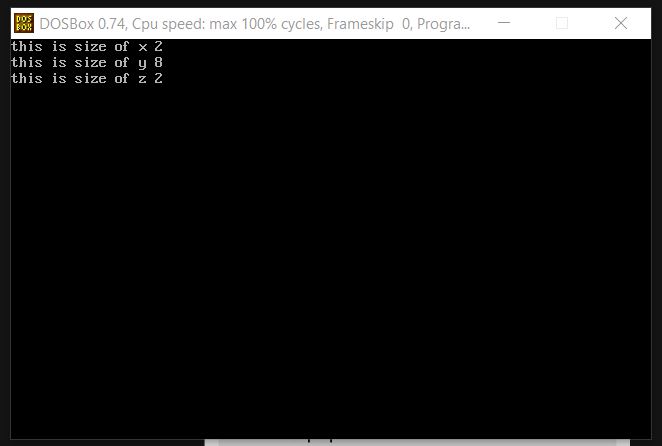 DOS
BOX
DOSBox 0.74, Cpu speed: max 100% cycles, Frameskip 0, Progra...
this is size of x 2
this is size of y 8
this is size of z 2